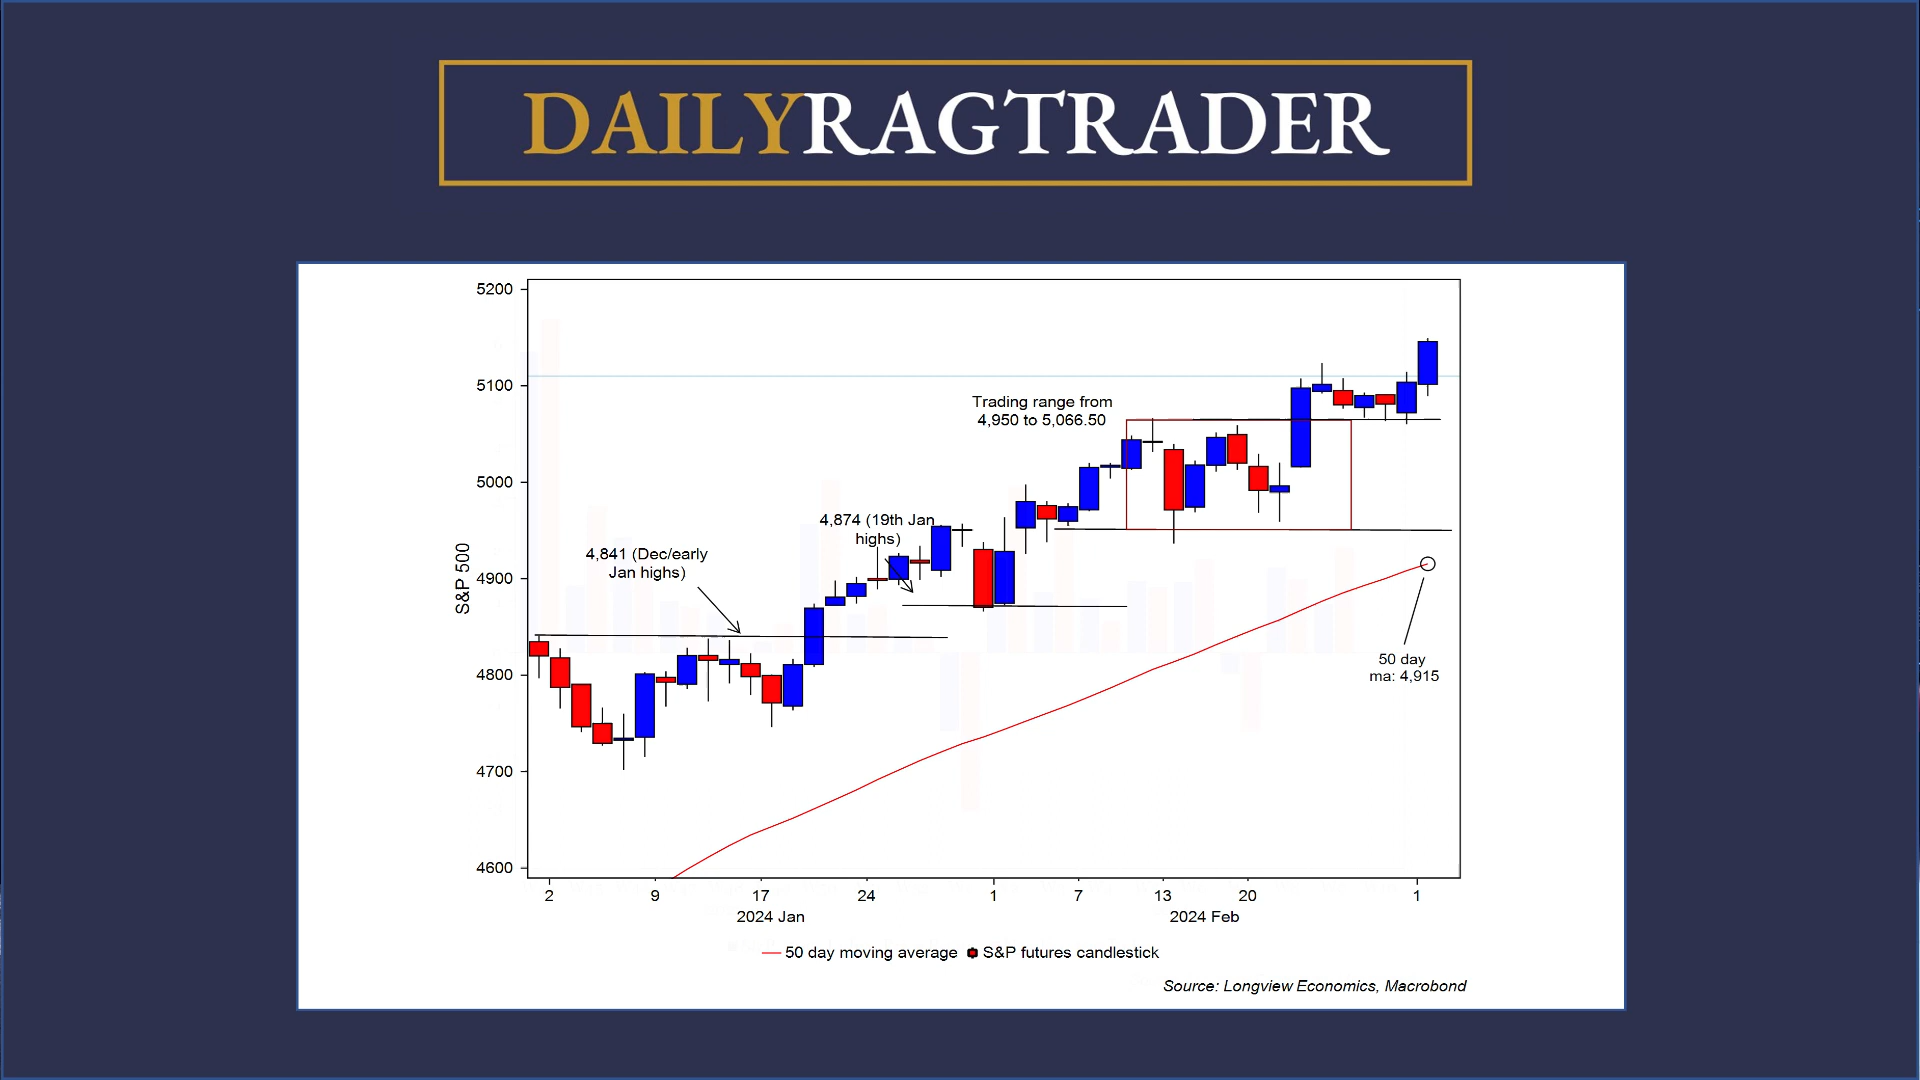 DAILYRAGTRADER
5200
5100
5000
4900
4800
4700
4600
S&P 500
Trading range from
4,950 to 5,066.50
4,874 (19th Jan
highs)
4,841 (Dec/early
Jan highs)
50 day
ma: 4,915
2 9 17 24 1 7 13 20 1
2024 Jan 2024 Feb
50 day moving average S&P futures candlestick
Source: Longview Economics, Macrobond